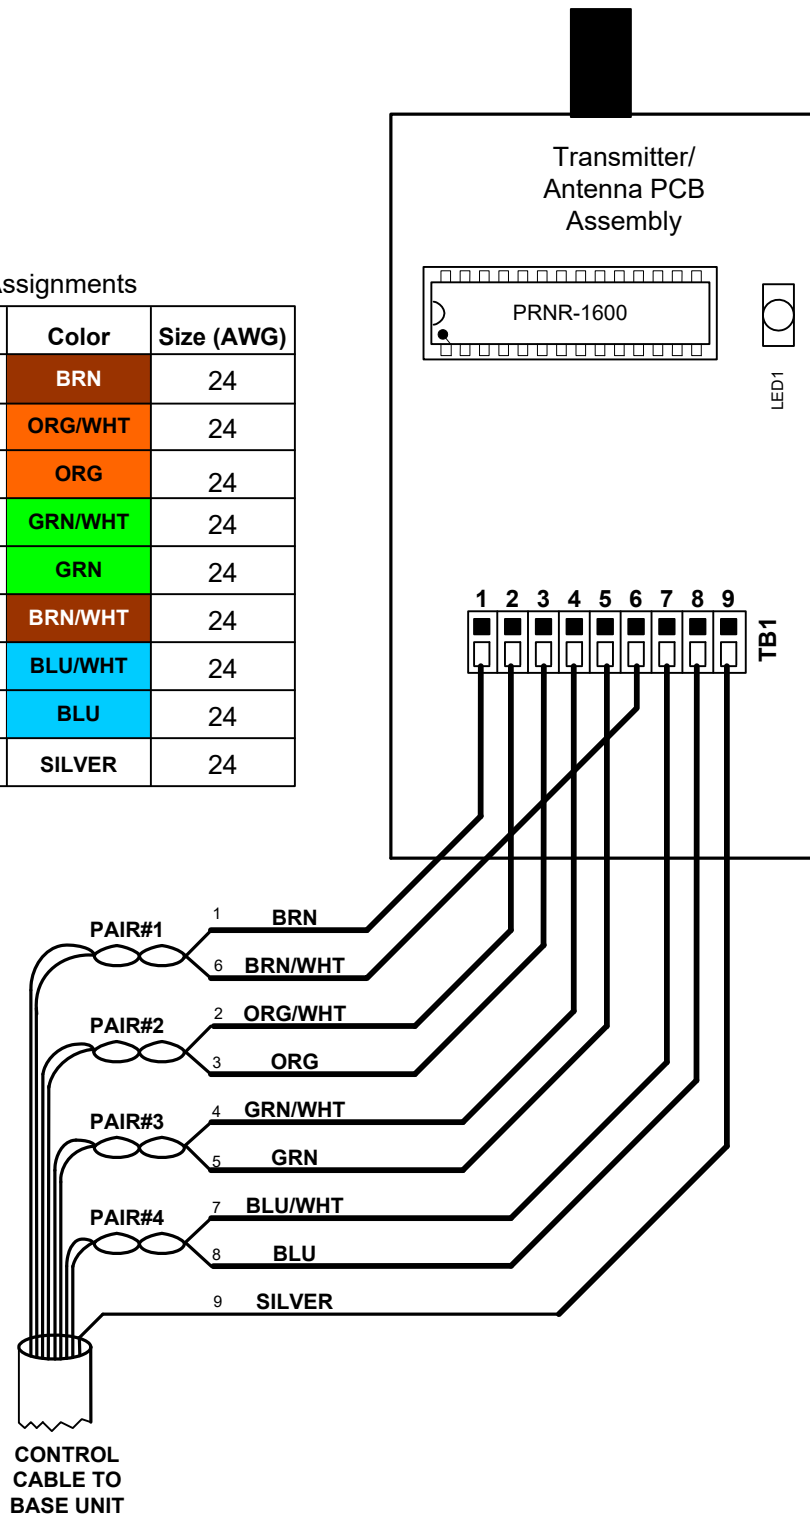 Transmitter/
Antenna PCB
Assembly
PRNR-1600
LED1
ssignments
Color Size (AWG)
BRN 24
ORG/WHT 24
ORG 24
GRN/WHT 24
GRN 24
BRN/WHT 24
BLU/WHT 24
BLU 24
SILVER 24
1 2 3 4 5 6 7 8 9
TB1
PAIR#1
1 BRN
6 BRN/WHT
PAIR#2
2 ORG/WHT
3 ORG
PAIR#3
4 GRN/WHT
5 GRN
PAIR#4
7 BLU/WHT
8 BLU
9 SILVER
CONTROL
CABLE TO
BASE UNIT